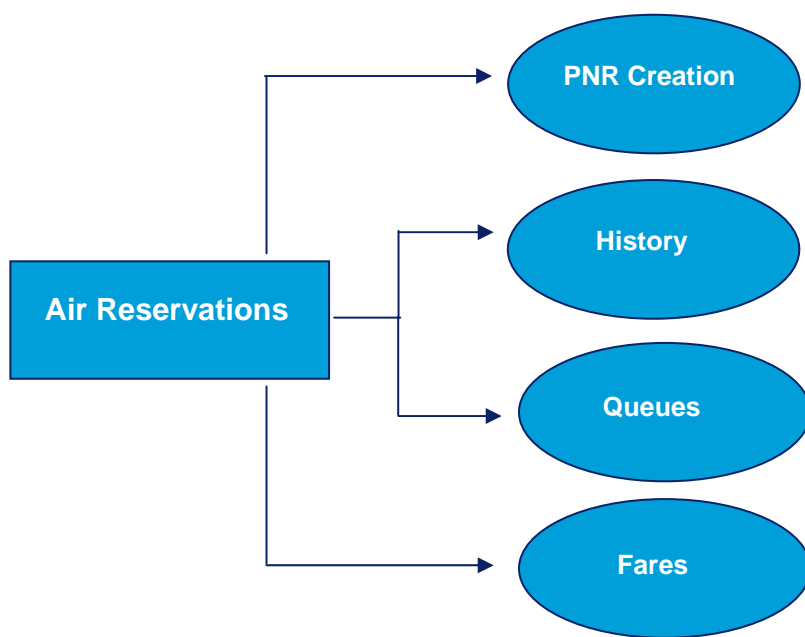 PNR Creation
History
Air Reservations
Queues
Fares